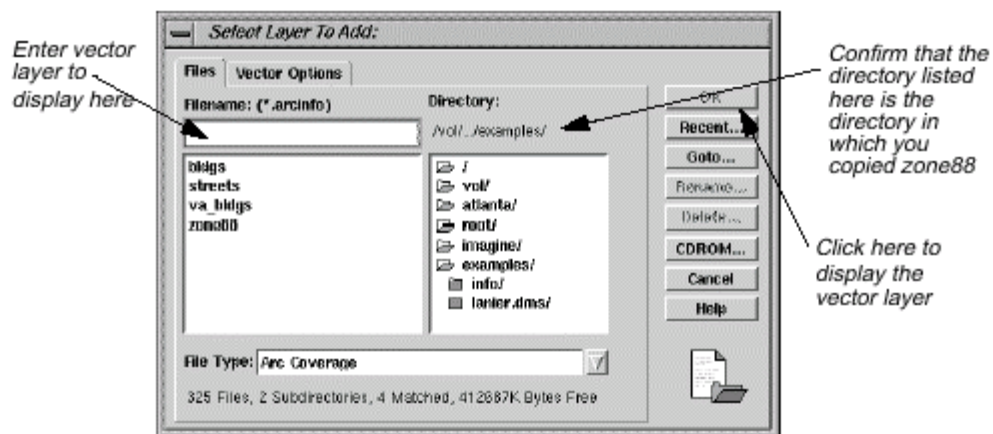 Select Layer To Add:
Enter vector
layer to
display here
Files
Vector Options
Filename: (*.arcinfo)
Directory:
/vol/../examples/
bldgs
streets
va_bldgs
zone88
/
vol/
atlanta/
root/
imagine/
examples/
info/
lanier.dms/
OK
Recent...
Goto...
Rename...
Delete...
CDROM...
Cancel
Help
Confirm that the
directory listed
here is the
directory in
which you
copied zone88
Click here to
display the
vector layer
File Type: Arc Coverage
325 Files, 2 Subdirectories, 4 Matched, 412687K Bytes Free